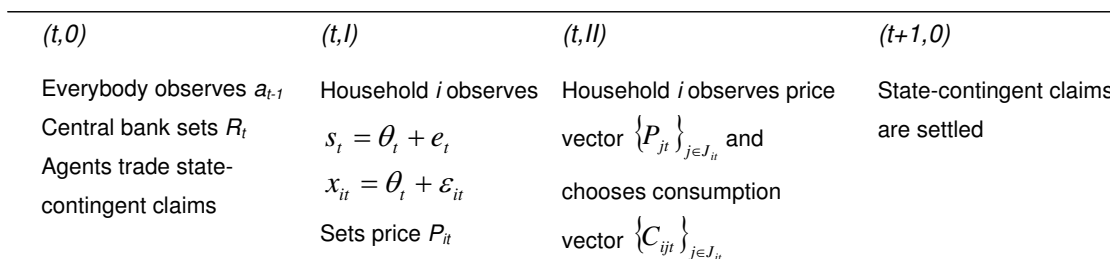 (t,0)
Everybody observes a_{t-1}
Central bank sets R_t
Agents trade state-
contingent claims
(t,I)
Household i observes
s_t = θ_t + e_t
x_{it} = θ_t + ε_{it}
Sets price P_{it}
(t,II)
Household i observes price
vector {P_{jt}}_{j∈J_{it}} and
chooses consumption
vector {C_{ijt}}_{j∈J_{it}}
(t+1,0)
State-contingent claims
are settled